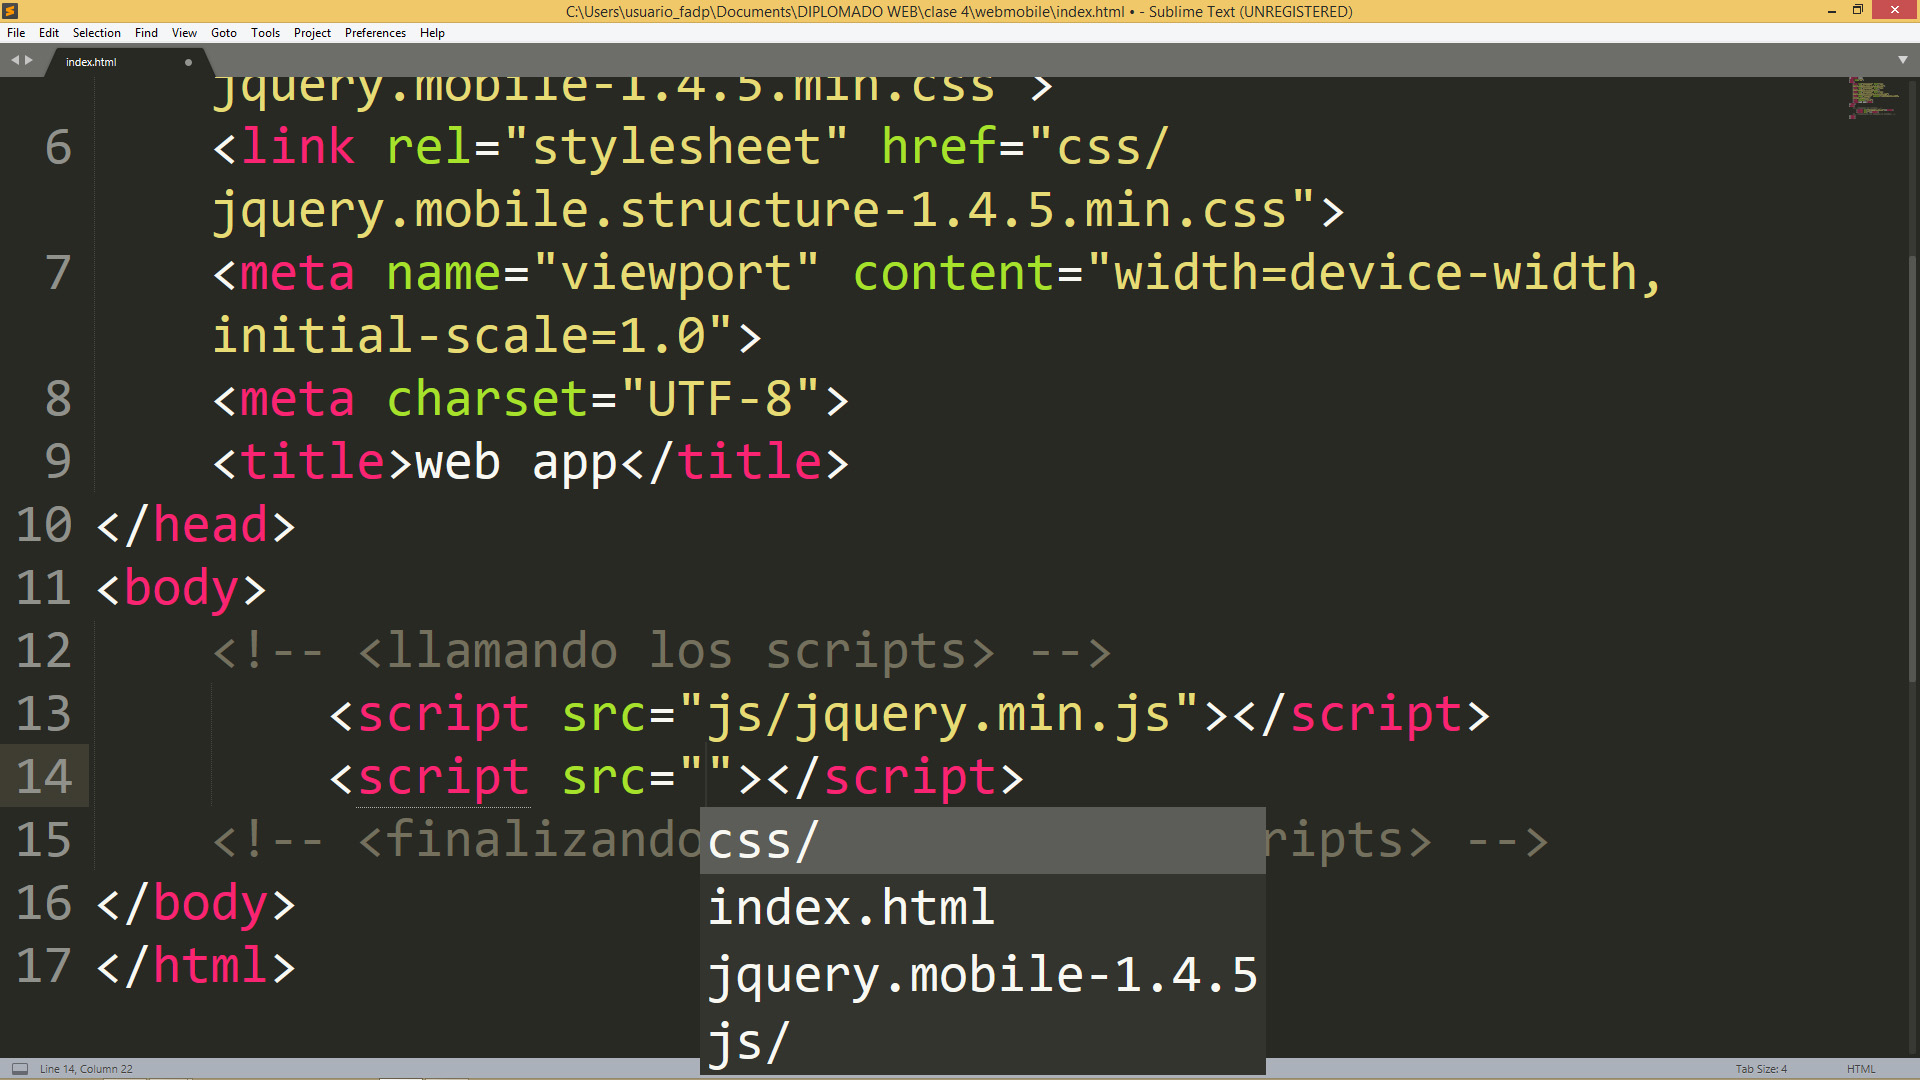 C:\Users\usuario_fadp\Documents\DIPLOMADO WEB\clase 4\webmobile\index.html • - Sublime Text (UNREGISTERED)
File Edit Selection Find View Goto Tools Project Preferences Help
index.html
jquery.mobile-1.4.5.min.css">
6 <link rel="stylesheet" href="css/
jquery.mobile.structure-1.4.5.min.css">
7 <meta name="viewport" content="width=device-width,
initial-scale=1.0">
8 <meta charset="UTF-8">
9 <title>web app</title>
10 </head>
11 <body>
12 <!-- <llamando los scripts> -->
13 <script src="js/jquery.min.js"></script>
14 <script src=""></script>
15 <!-- <finalizando ripts> -->
css/
16 </body>
index.html
17 </html>
jquery.mobile-1.4.5
js/
Line 14, Column 22
Tab Size: 4
HTML